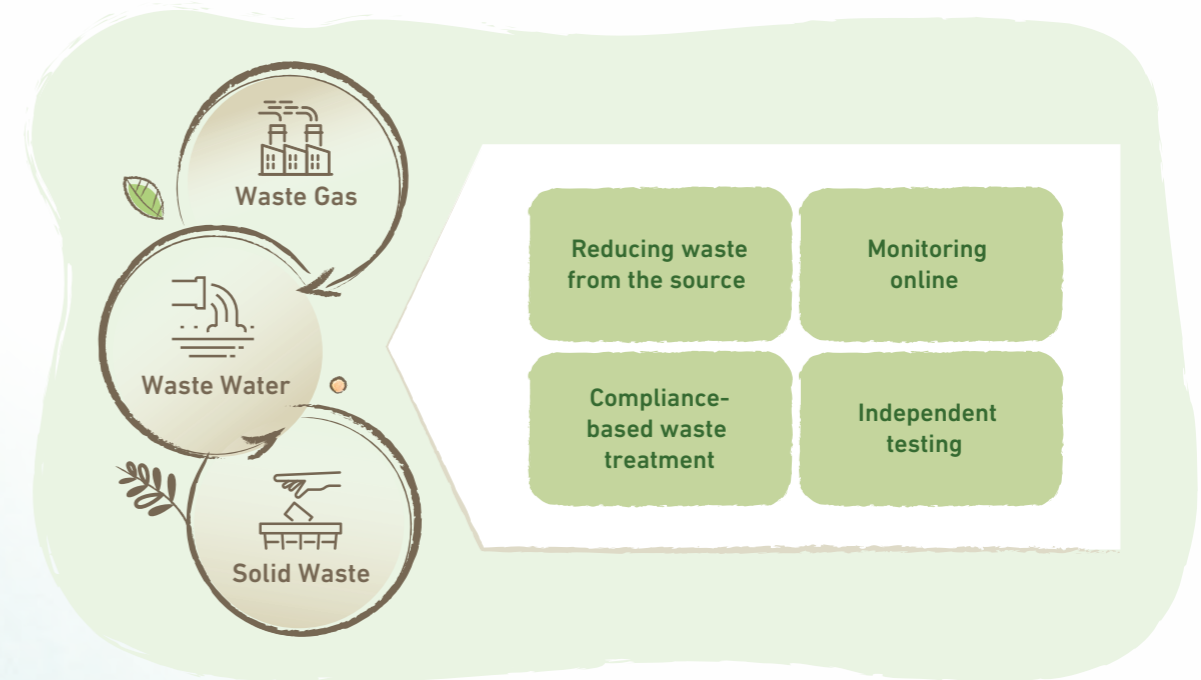 Waste Gas
Waste Water
Solid Waste
Reducing waste
from the source
Monitoring
online
Compliance-
based waste
treatment
Independent
testing